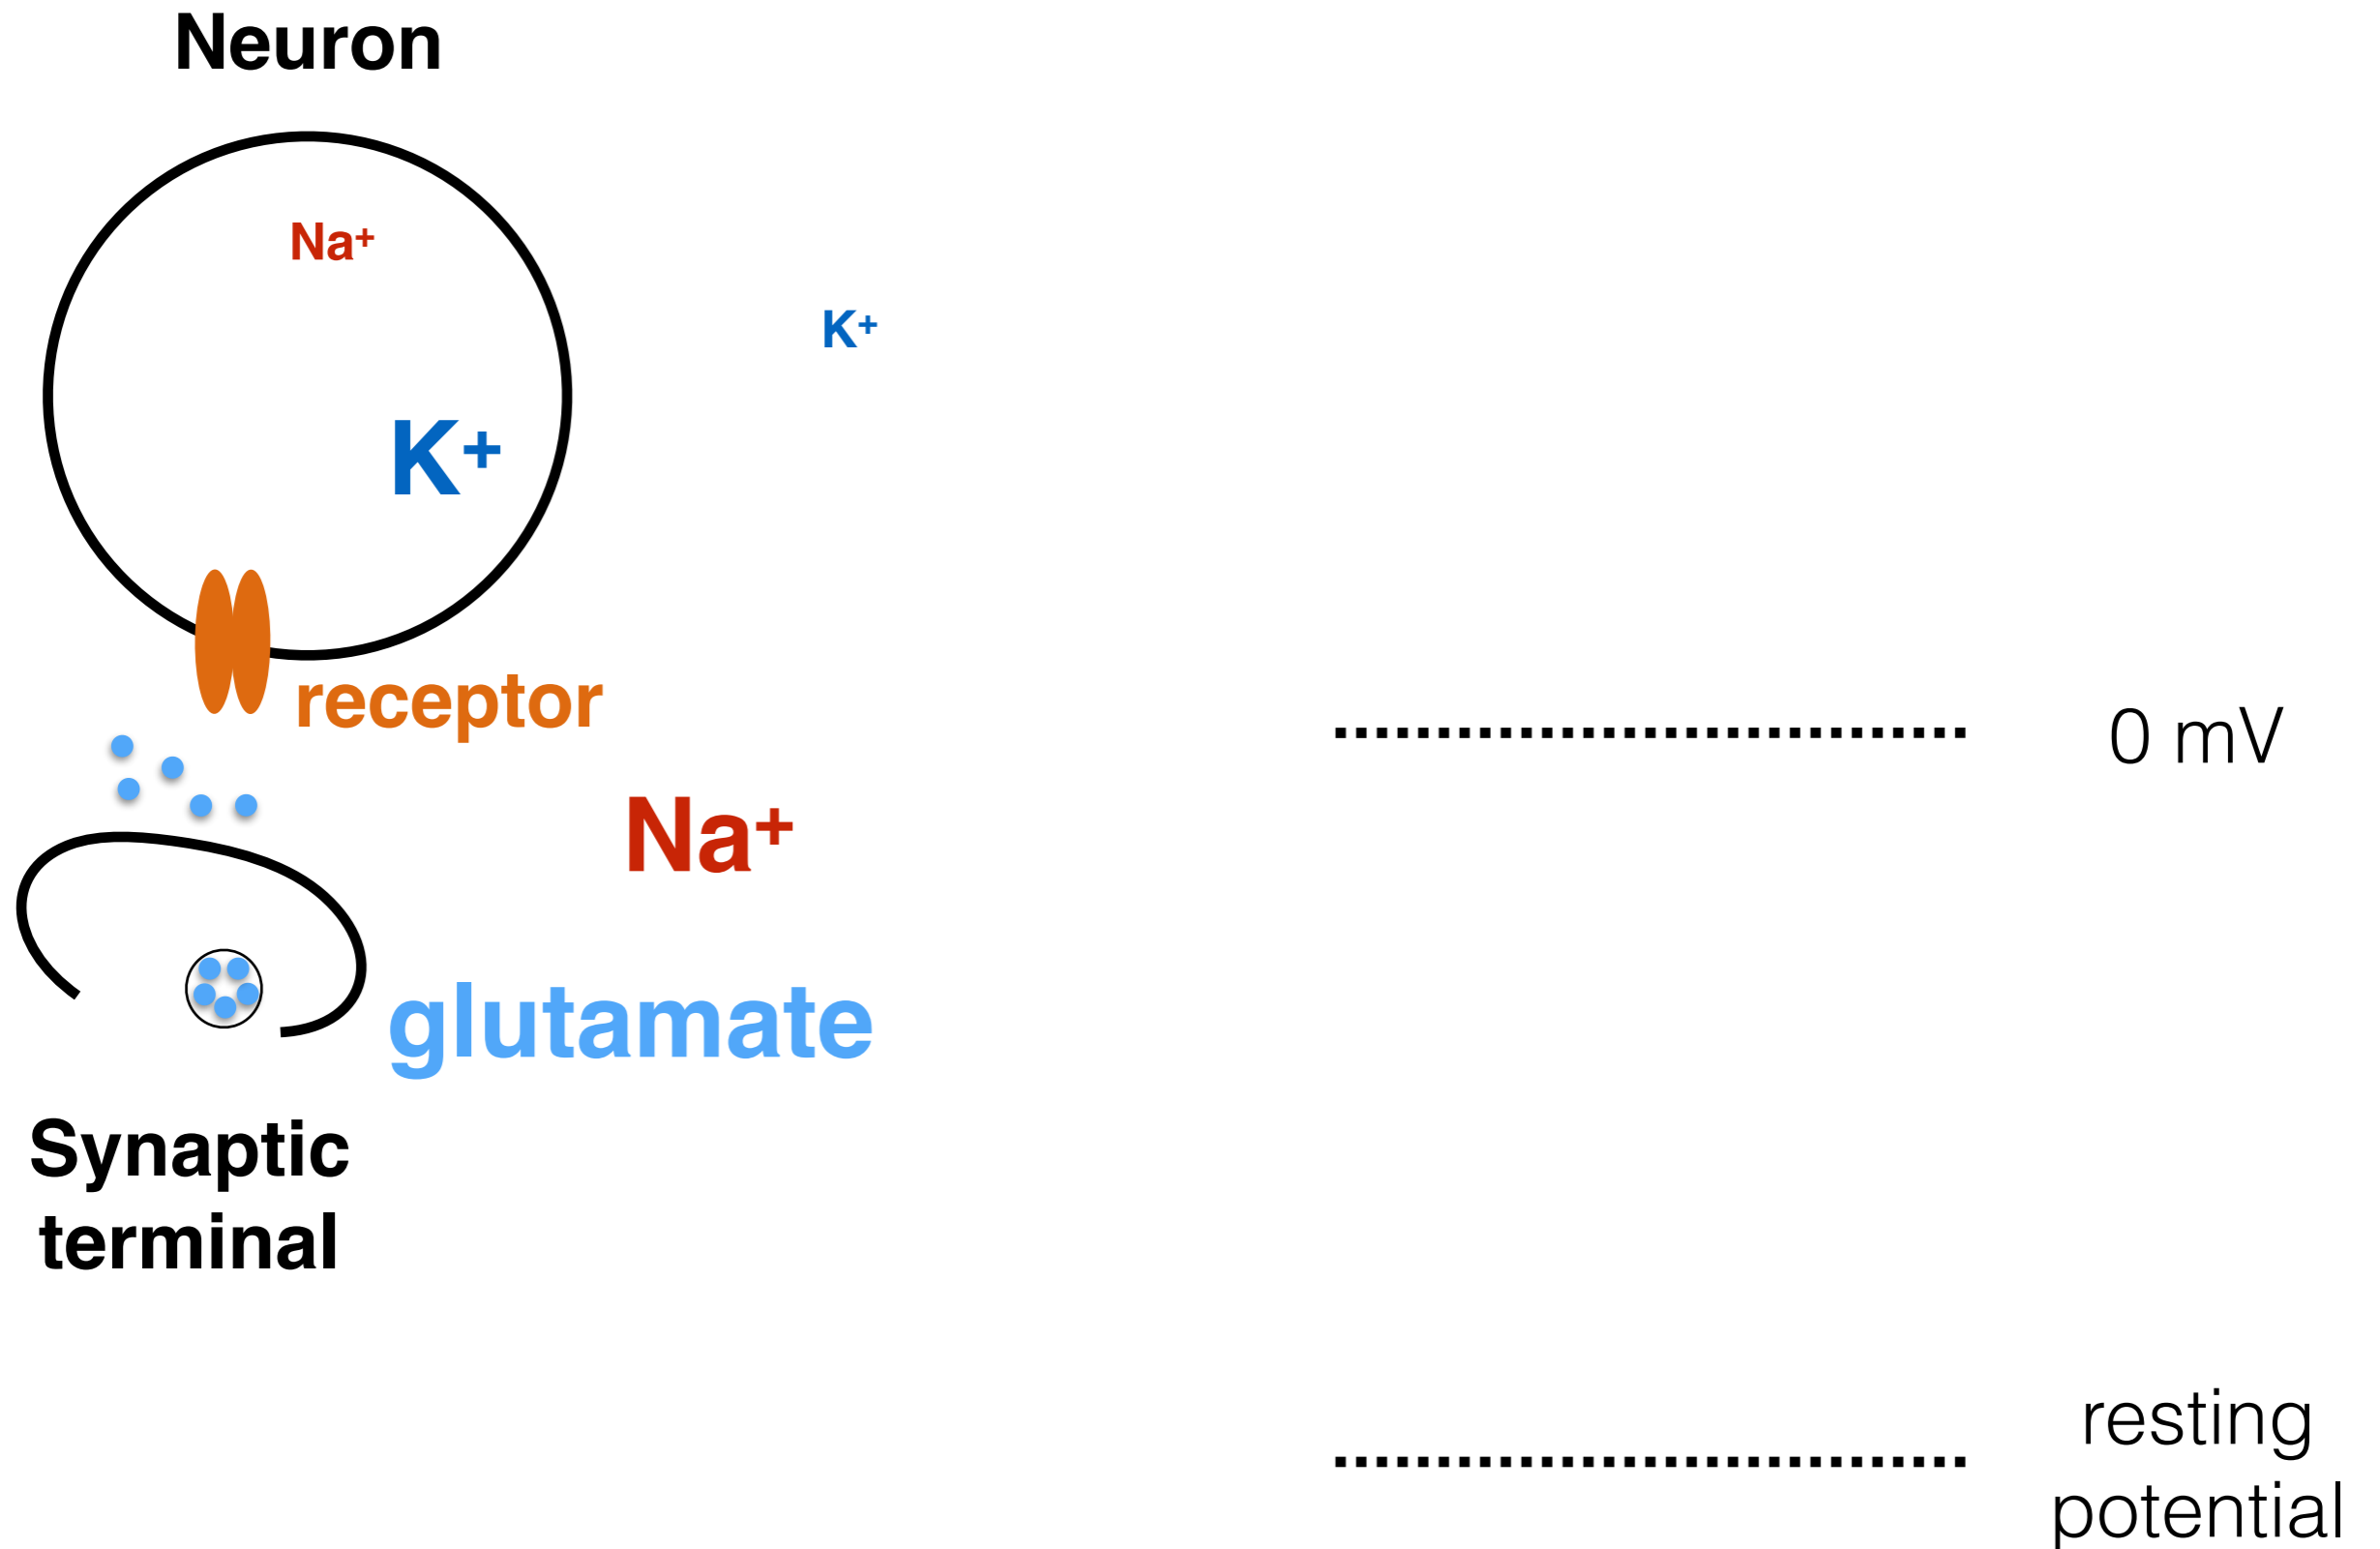 Neuron
Na⁺
K⁺
K⁺
receptor
0 mV
Na⁺
glutamate
Synaptic
terminal
resting
potential